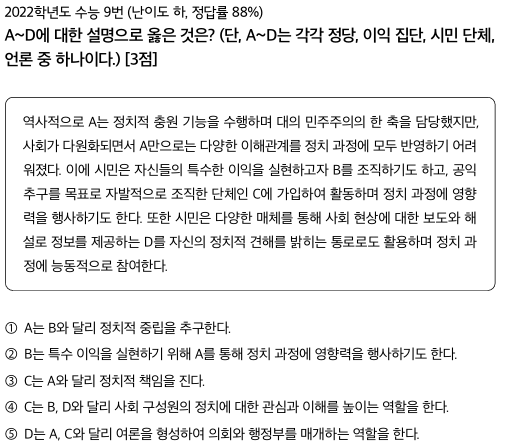 2022학년도 수능 9번 (난이도 하, 정답률 88%)
A~D에 대한 설명으로 옳은 것은? (단, A~D는 각각 정당, 이익 집단, 시민 단체,
언론 중 하나이다.) [3점]
역사적으로 A는 정치적 충원 기능을 수행하며 대의 민주주의의 한 축을 담당했지만,
사회가 다원화되면서 A만으로는 다양한 이해관계를 정치 과정에 모두 반영하기 어려
워졌다. 이에 시민은 자신들의 특수한 이익을 실현하고자 B를 조직하기도 하고, 공익
추구를 목표로 자발적으로 조직한 단체인 C에 가입하여 활동하며 정치 과정에 영향
력을 행사하기도 한다. 또한 시민은 다양한 매체를 통해 사회 현상에 대한 보도와 해
설로 정보를 제공하는 D를 자신의 정치적 견해를 밝히는 통로로도 활용하며 정치 과
정에 능동적으로 참여한다.
① A는 B와 달리 정치적 중립을 추구한다.
② B는 특수 이익을 실현하기 위해 A를 통해 정치 과정에 영향력을 행사하기도 한다.
③ C는 A와 달리 정치적 책임을 진다.
④ C는 B, D와 달리 사회 구성원의 정치에 대한 관심과 이해를 높이는 역할을 한다.
⑤ D는 A, C와 달리 여론을 형성하여 의회와 행정부를 매개하는 역할을 한다.